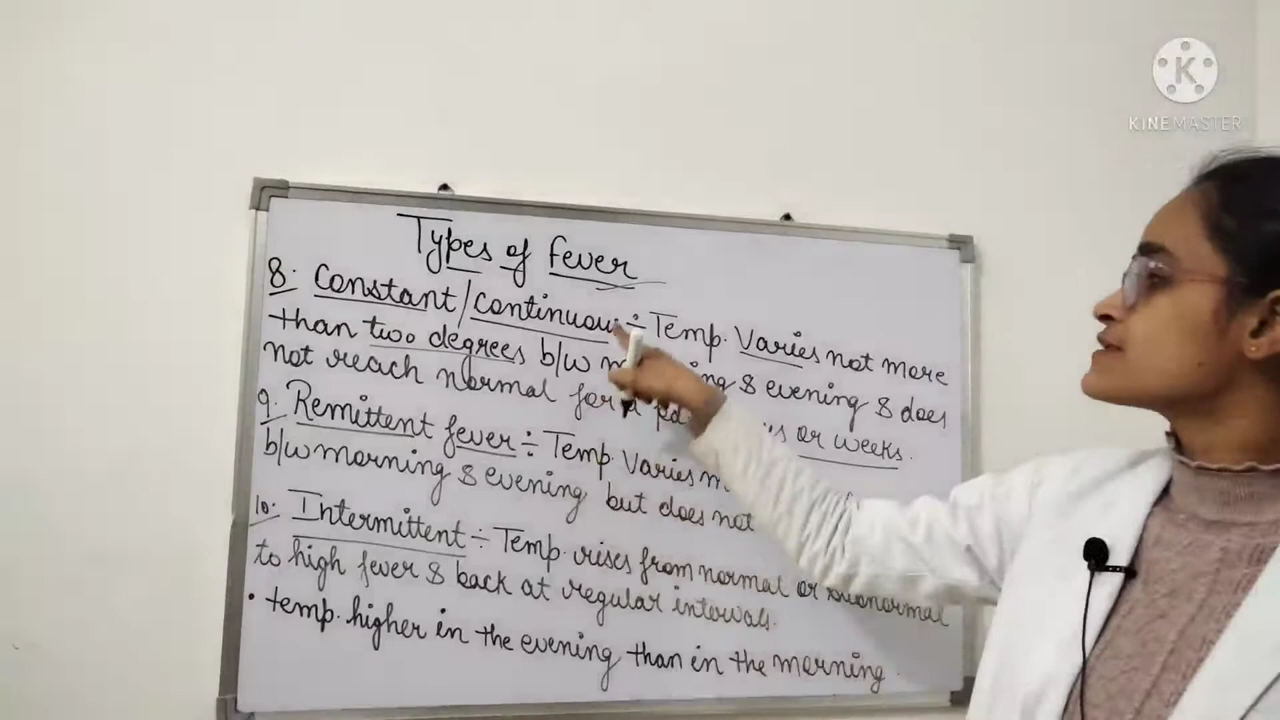 KINEMASTER
Types of fever
8. Constant/continuous ÷ Temp. Varies not more
than two degrees b/w & evening & does
not reach normal for a or weeks.
9. Remittent fever ÷ Temp. Varies
b/w morning & evening but does not
10. Intermittent ÷ Temp. rises from normal or subnormal
to high fever & back at regular intervals.
• temp. higher in the evening than in the morning.